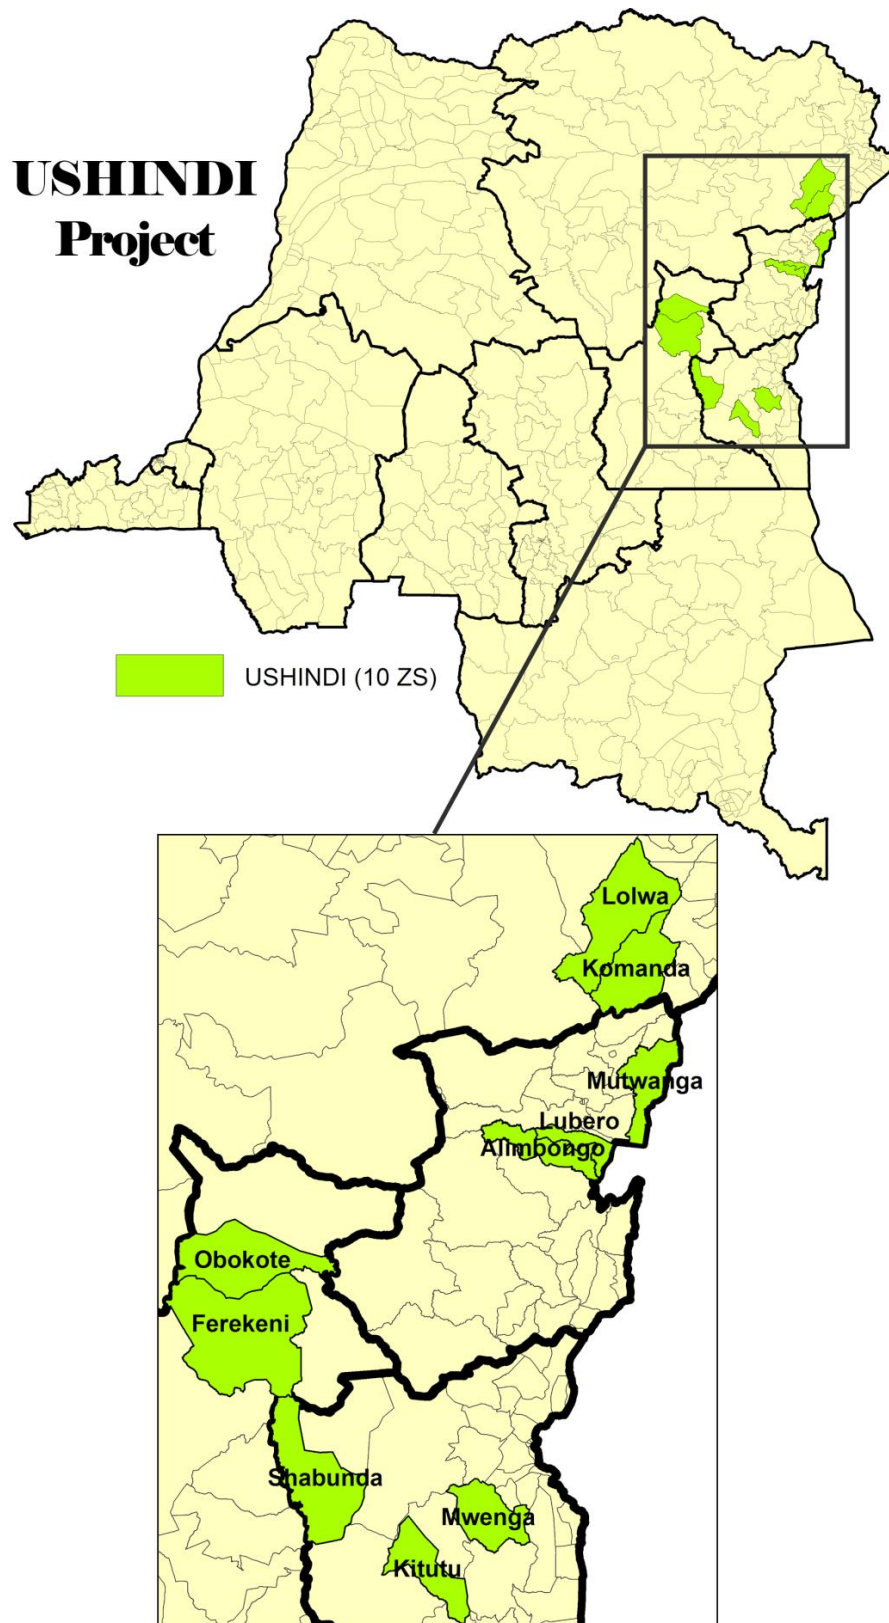 USHINDI
Project
USHINDI (10 ZS)
Lolwa
Komanda
Mutwanga
Lubero
Alimbongo
Obokote
Ferekeni
Shabunda
Mwenga
Kitutu